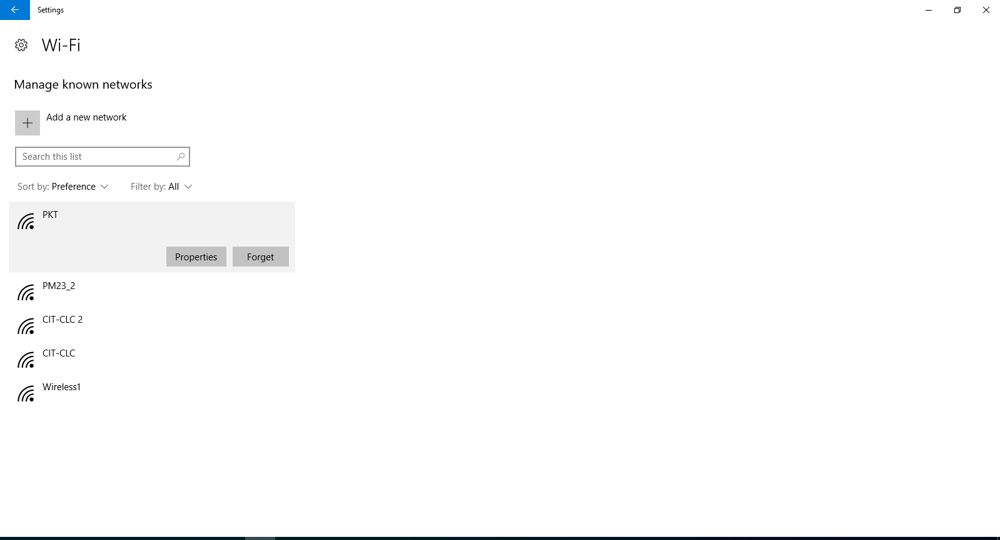 Settings
Wi-Fi
Manage known networks
Add a new network
Search this list
Sort by: Preference Filter by: All
PKT
Properties Forget
PM23_2
CIT-CLC 2
CIT-CLC
Wireless1